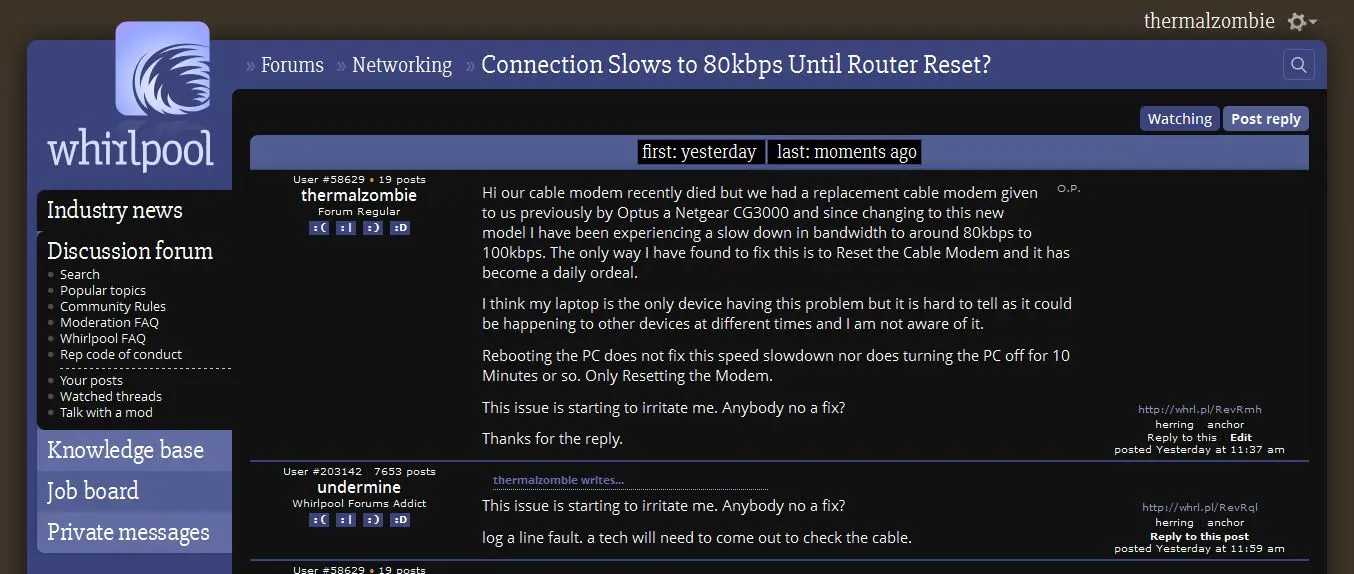 thermalzombie
» Forums » Networking » Connection Slows to 80kbps Until Router Reset?
whirlpool
Watching Post reply
first: yesterday last: moments ago
Industry news
Discussion forum
Search
Popular topics
Community Rules
Moderation FAQ
Whirlpool FAQ
Rep code of conduct
Your posts
Watched threads
Talk with a mod
Knowledge base
Job board
Private messages
User #58629 • 19 posts
thermalzombie
Forum Regular
:( :| :) :D
Hi our cable modem recently died but we had a replacement cable modem given
to us previously by Optus a Netgear CG3000 and since changing to this new
model I have been experiencing a slow down in bandwidth to around 80kbps to
100kbps. The only way I have found to fix this is to Reset the Cable Modem and it has
become a daily ordeal.
I think my laptop is the only device having this problem but it is hard to tell as it could
be happening to other devices at different times and I am not aware of it.
Rebooting the PC does not fix this speed slowdown nor does turning the PC off for 10
Minutes or so. Only Resetting the Modem.
This issue is starting to irritate me. Anybody no a fix?
Thanks for the reply.
O.P.
http://whrl.pl/RevRmh
herring anchor
Reply to this Edit
posted Yesterday at 11:37 am
User #203142 7653 posts
undermine
Whirlpool Forums Addict
:( :| :) :D
thermalzombie writes...
This issue is starting to irritate me. Anybody no a fix?
log a line fault. a tech will need to come out to check the cable.
http://whrl.pl/RevRql
herring anchor
Reply to this post
posted Yesterday at 11:59 am
User #58629 • 19 posts